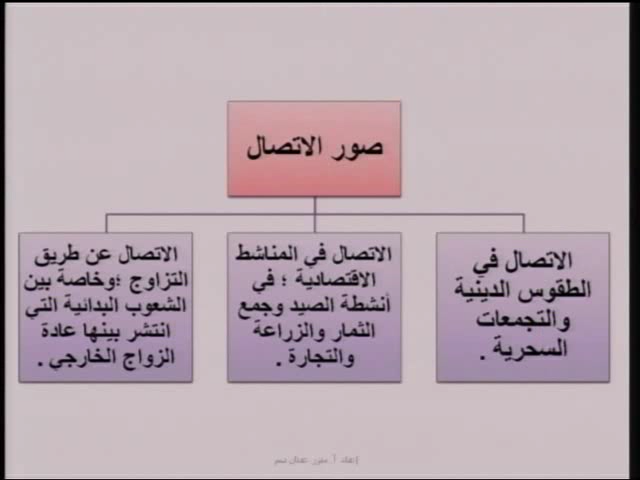 صور الاتصال
الاتصال في
الطقوس الدينية
والتجمعات
السحرية .
الاتصال في المناشط
الاقتصادية ؛ في
أنشطة الصيد وجمع
الثمار والزراعة
والتجارة .
الاتصال عن طريق
التزاوج ؛وخاصة بين
الشعوب البدائية التي
انتشر بينها عادة
الزواج الخارجي .
إعداد أ.